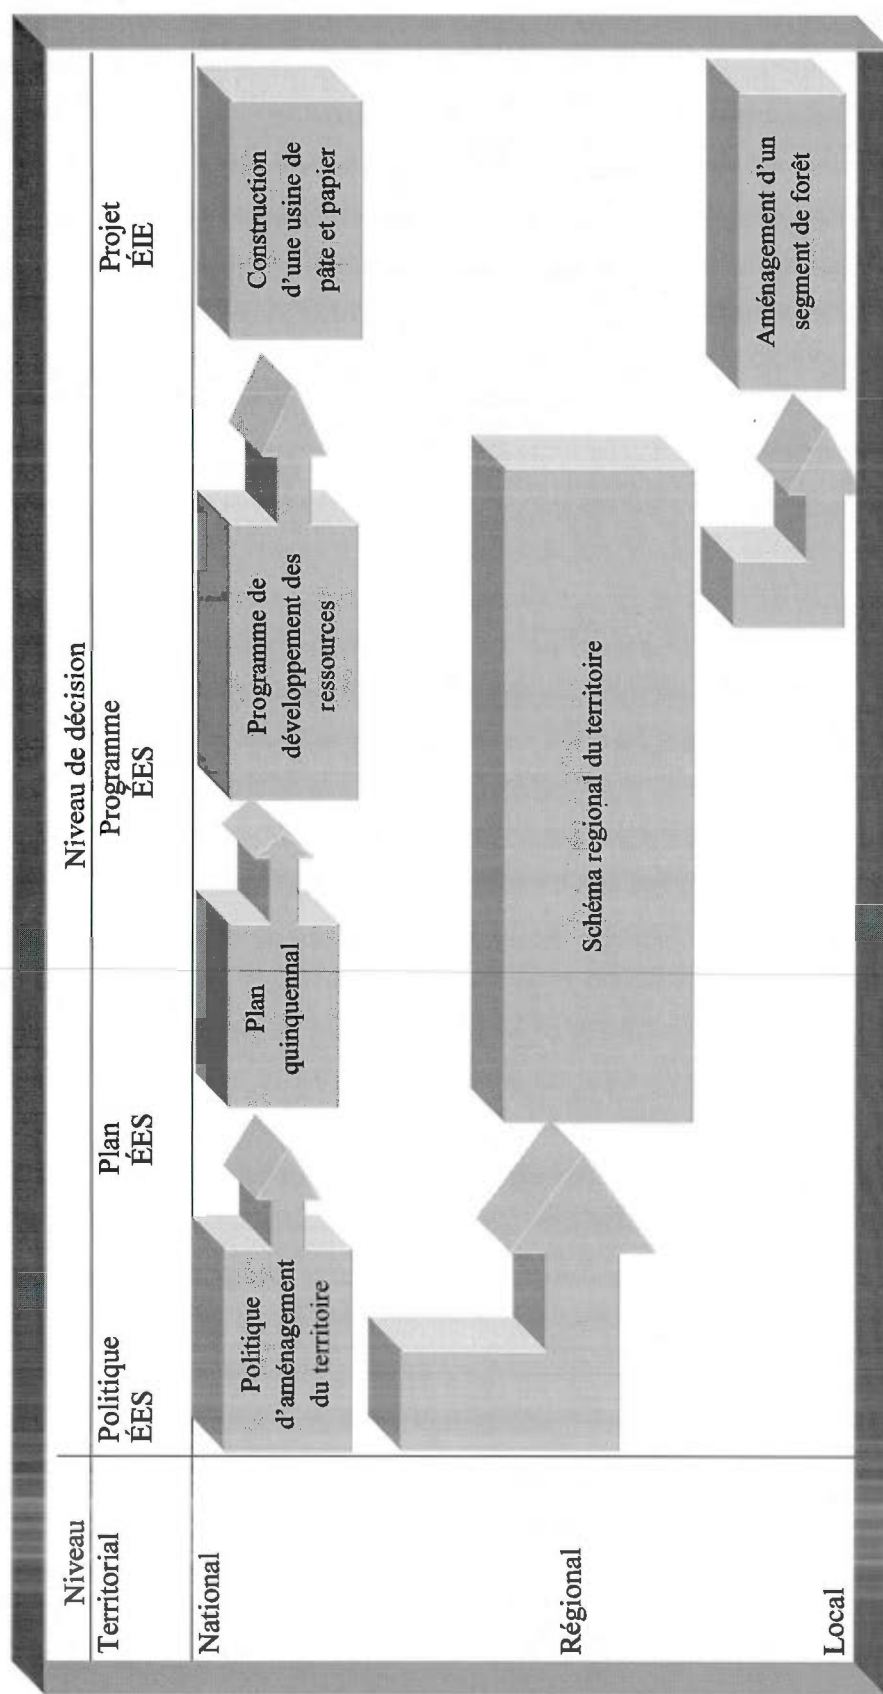 Niveau
Niveau de décision
Territorial
Politique
ÉES
Plan
ÉES
Programme
ÉES
Projet
ÉIE
National
Politique
d'aménagement
du territoire
Plan
quinquennal
Programme de
développement des
ressources
Construction
d'une usine de
pâte et papier
Régional
Schéma régional du territoire
Local
Aménagement d'un
segment de forêt